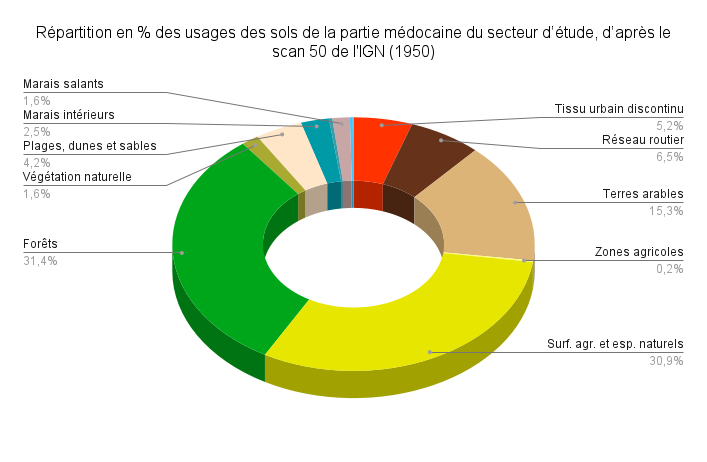 Répartition en % des usages des sols de la partie médocaine du secteur d’étude, d’après le
scan 50 de l'IGN (1950)
Marais salants
1,6%
Marais intérieurs
2,5%
Plages, dunes et sables
4,2%
Végétation naturelle
1,6%
Forêts
31,4%
Tissu urbain discontinu
5,2%
Réseau routier
6,5%
Terres arables
15,3%
Zones agricoles
0,2%
Surf. agr. et esp. naturels
30,9%